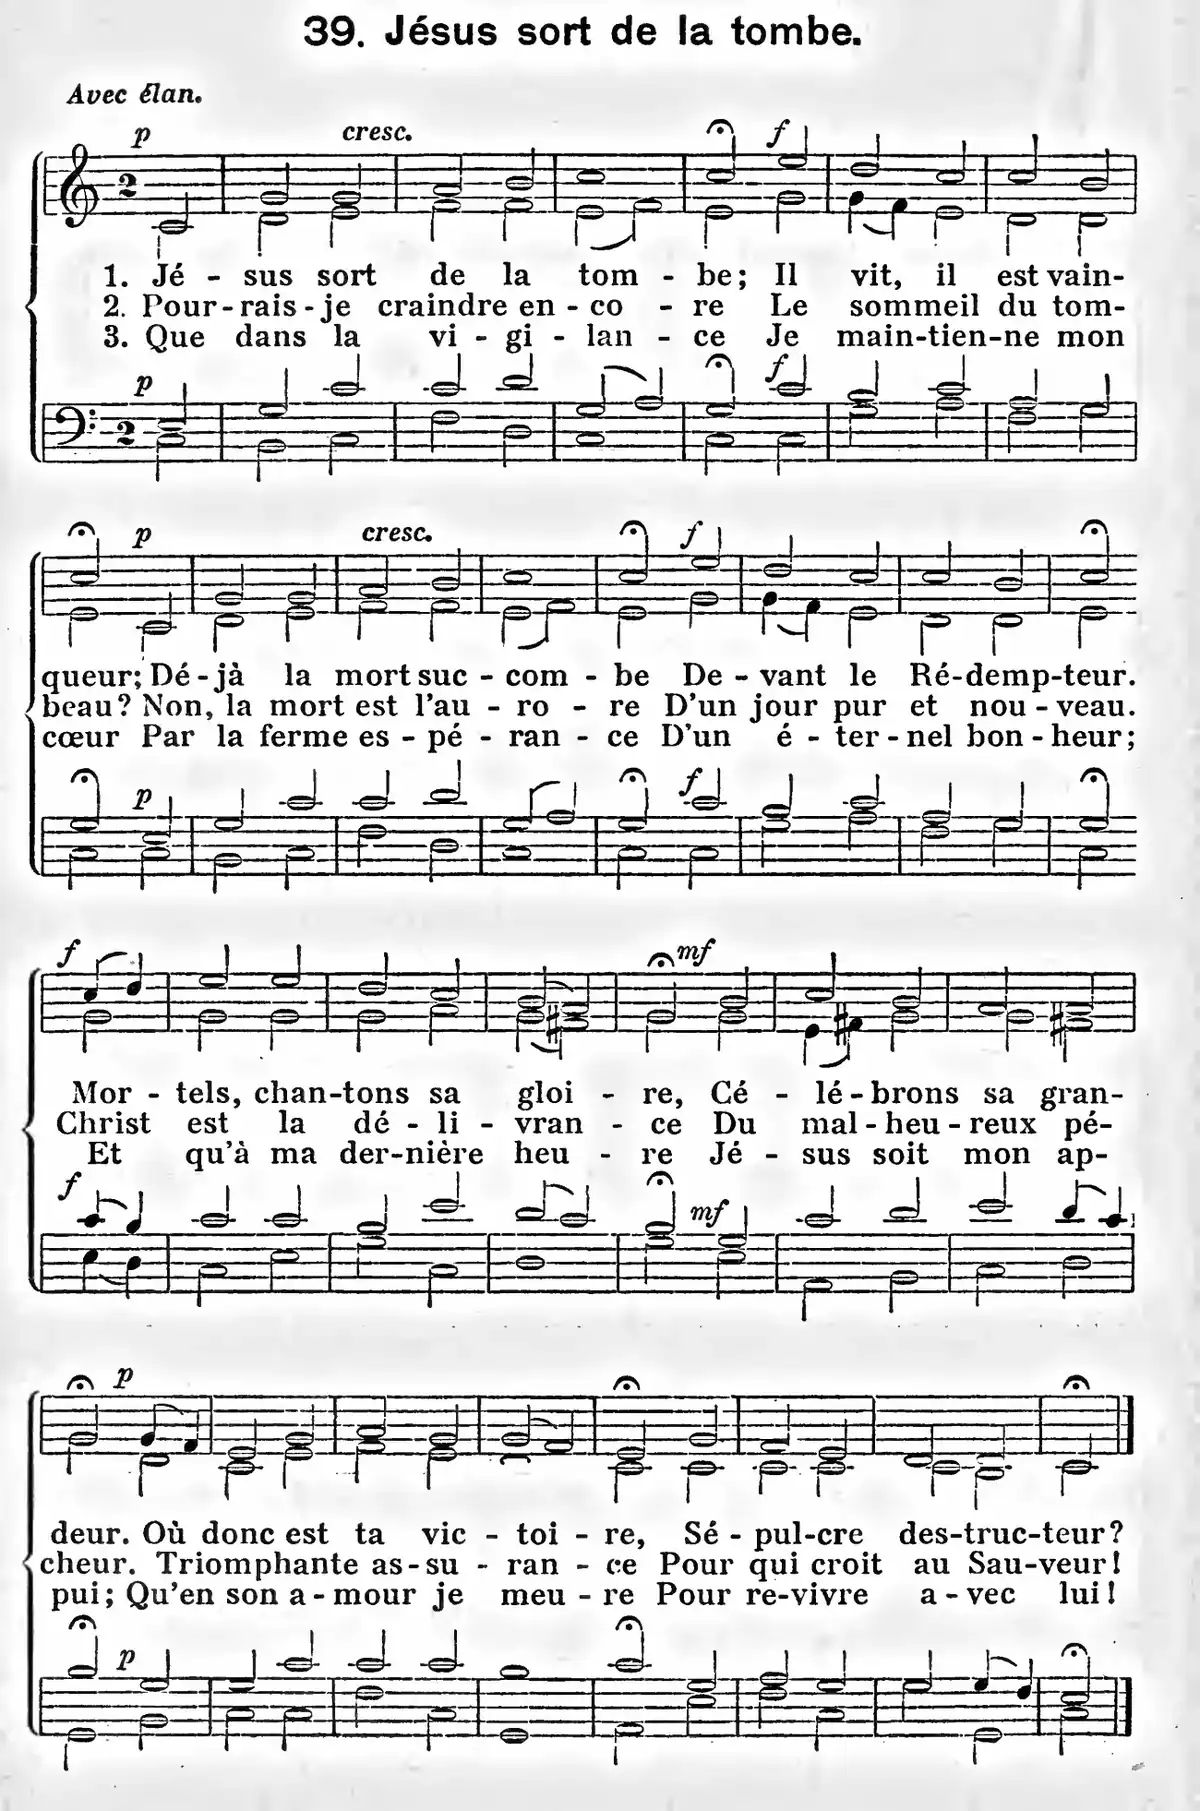 39. Jésus sort de la tombe.
Avec élan.
p cresc. f
2
1. Jé - sus sort de la tom - be; Il vit, il est vain-
2. Pour-rais-je craindre en-co - re Le sommeil du tom-
3. Que dans la vi-gi-lan - ce Je main-tien-ne mon
p f
2
p cresc. f
queur; Dé-jà la mort suc-com - be De-vant le Ré-demp-teur.
beau? Non, la mort est l'au-ro - re D'un jour pur et nou-veau.
cœur Par la ferme es-pé-ran-ce D'un é-ter-nel bon-heur;
p f
f mf
Mor - tels, chan-tons sa gloi - re, Cé - lé-brons sa gran-
Christ est la dé-li-vran - ce Du mal-heu-reux pé-
Et qu'à ma der-nière heu - re Jé - sus soit mon ap-
f mf
p
deur. Où donc est ta vic - toi - re, Sé - pul-cre des-truc-teur?
cheur. Triomphante as-su - ran - ce Pour qui croit au Sau-veur!
pui; Qu'en son a-mour je meu - re Pour re-vivre a-vec lui!
p